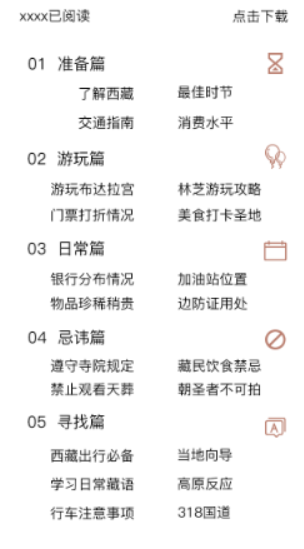 xxxx已阅读 点击下载
01 准备篇
了解西藏 最佳时节
交通指南 消费水平
02 游玩篇
游玩布达拉宫 林芝游玩攻略
门票打折情况 美食打卡圣地
03 日常篇
银行分布情况 加油站位置
物品珍稀稍贵 边防证用处
04 忌讳篇
遵守寺院规定 藏民饮食禁忌
禁止观看天葬 朝圣者不可拍
05 寻找篇
A
西藏出行必备 当地向导
学习日常藏语 高原反应
行车注意事项 318国道